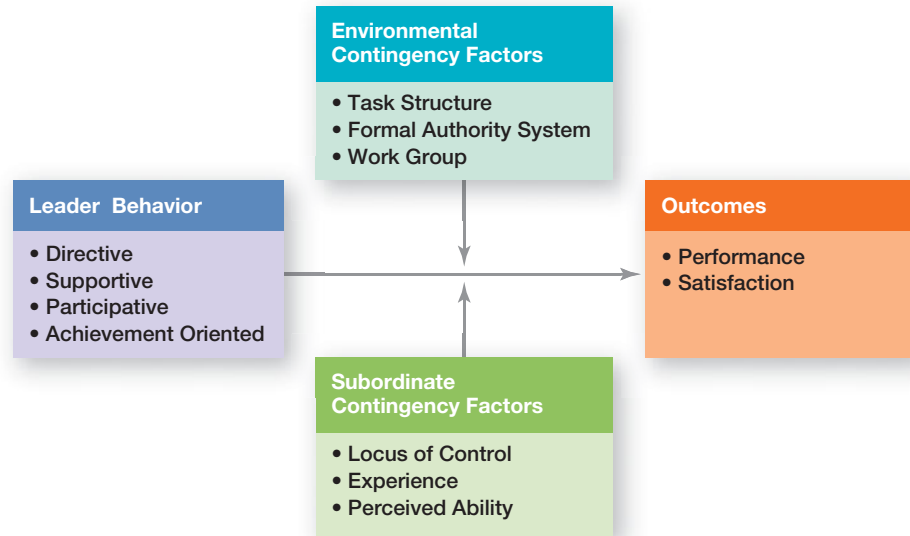 Environmental
Contingency Factors
• Task Structure
• Formal Authority System
• Work Group
Leader Behavior
• Directive
• Supportive
• Participative
• Achievement Oriented
Outcomes
• Performance
• Satisfaction
Subordinate
Contingency Factors
• Locus of Control
• Experience
• Perceived Ability